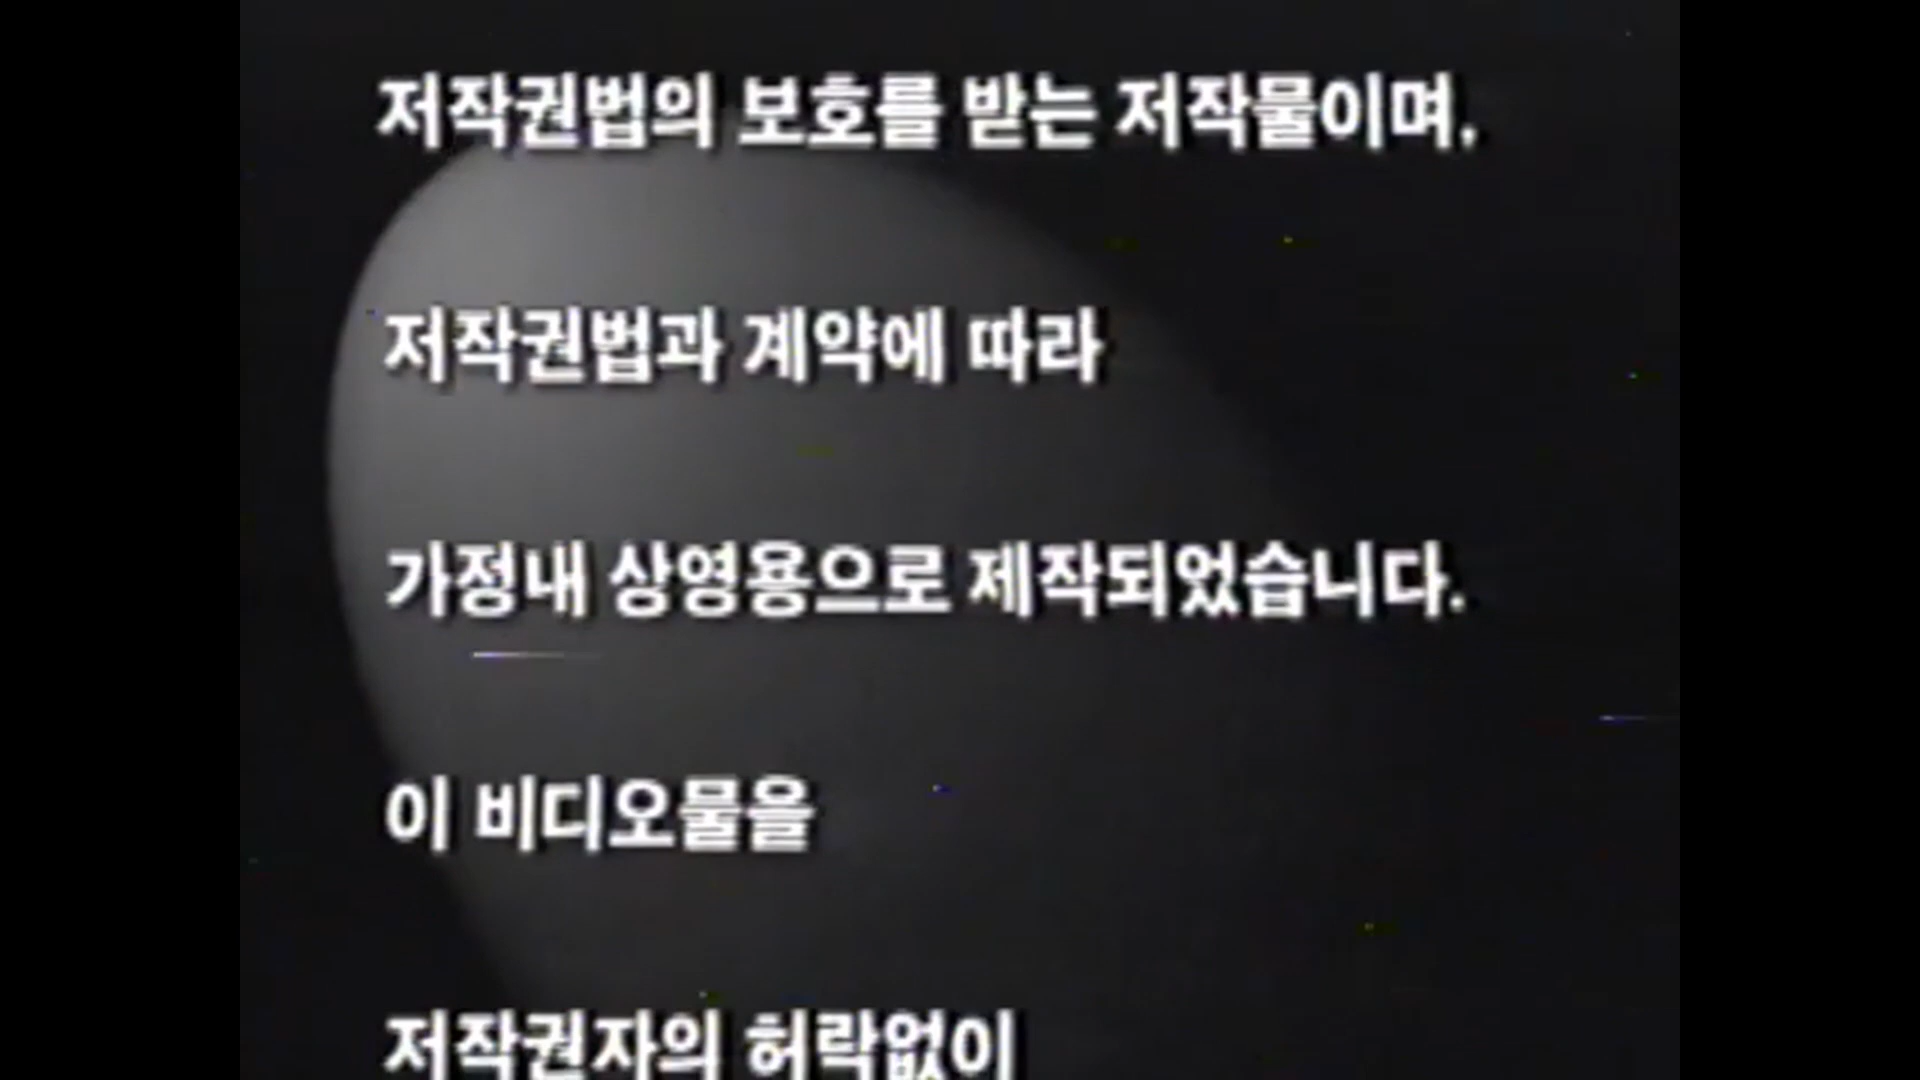 저작권법의 보호를 받는 저작물이며,
저작권법과 계약에 따라
가정내 상영용으로 제작되었습니다.
이 비디오물을
저작권자의 허락없이